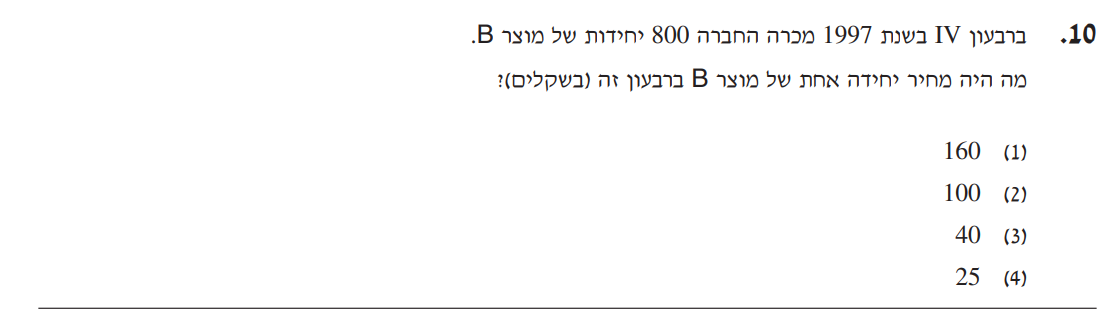 10. ברבעון IV בשנת 1997 מכרה החברה 800 יחידות של מוצר B.
מה היה מחיר יחידה אחת של מוצר B ברבעון זה (בשקלים)?
(1) 160
(2) 100
(3) 40
(4) 25